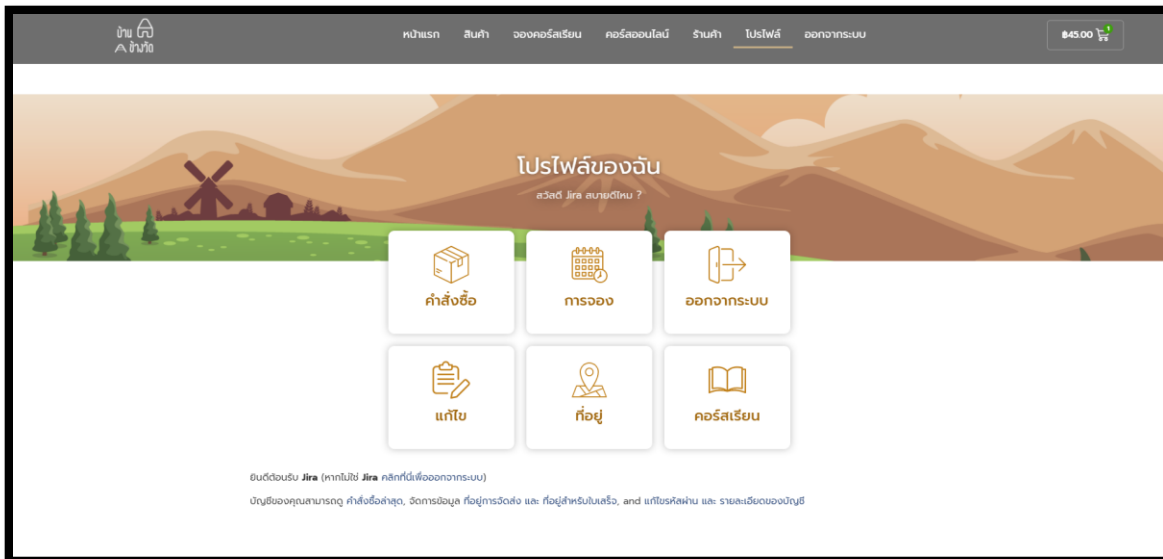 บ้าน
ข้างวัด
หน้าแรก สินค้า จองคอร์สเรียน คอร์สออนไลน์ ร้านค้า โปรไฟล์ ออกจากระบบ
฿45.00 1
โปรไฟล์ของฉัน
สวัสดี Jira สบายดีไหม ?
คำสั่งซื้อ การจอง ออกจากระบบ
แก้ไข ที่อยู่ คอร์สเรียน
ยินดีต้อนรับ Jira (หากไม่ใช่ Jira คลิกที่นี่เพื่อออกจากระบบ)
บัญชีของคุณสามารถดู คำสั่งซื้อล่าสุด, จัดการข้อมูล ที่อยู่การจัดส่ง และ ที่อยู่สำหรับใบเสร็จ, and แก้ไขรหัสผ่าน และ รายละเอียดของบัญชี